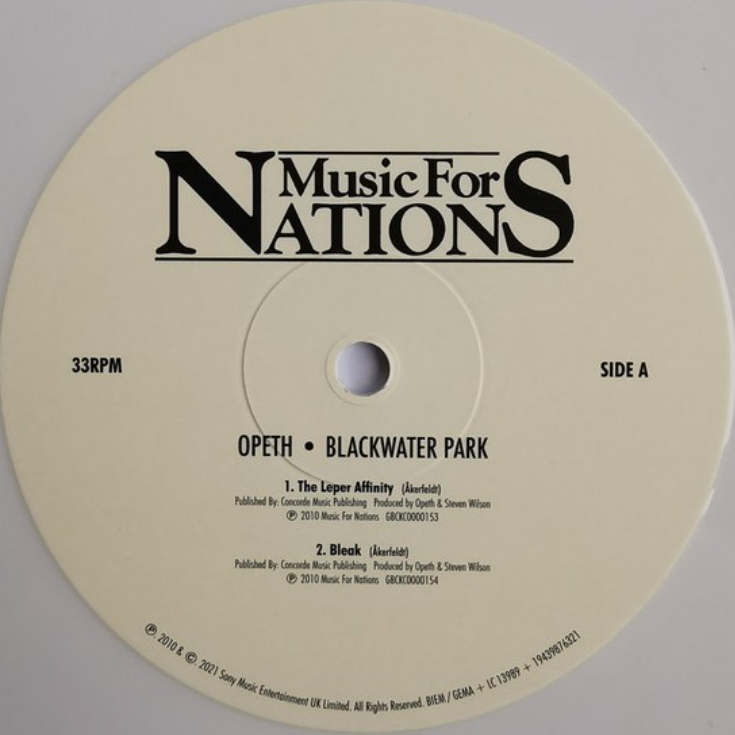 Music For
NATIONS
33RPM
SIDE A
OPETH • BLACKWATER PARK
1. The Leper Affinity (Åkerfeldt)
Published By: Concorde Music Publishing Produced by Opeth & Steven Wilson
℗ 2010 Music For Nations GBCKC0000153
2. Bleak (Åkerfeldt)
Published By: Concorde Music Publishing Produced by Opeth & Steven Wilson
℗ 2010 Music For Nations GBCKC0000154
℗. 2010 & ©. 2021 Sony Music Entertainment UK Limited. All Rights Reserved. BIEM / GEMA + LC 13989 + 19439876321